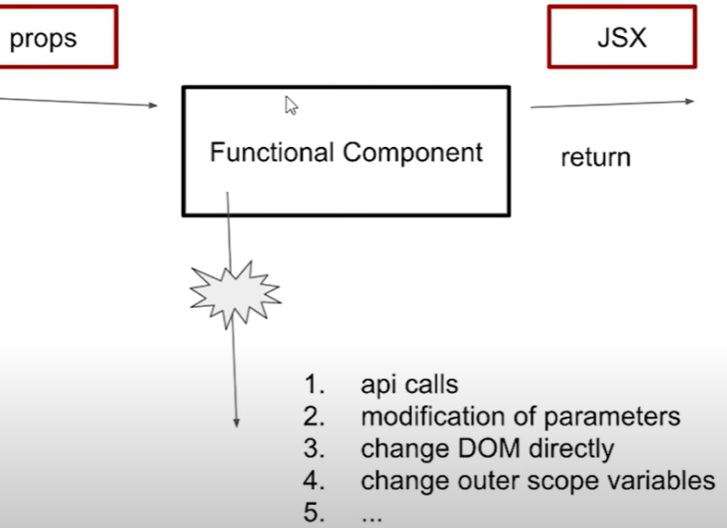 props
JSX
Functional Component
return
1. api calls
2. modification of parameters
3. change DOM directly
4. change outer scope variables
5. ...